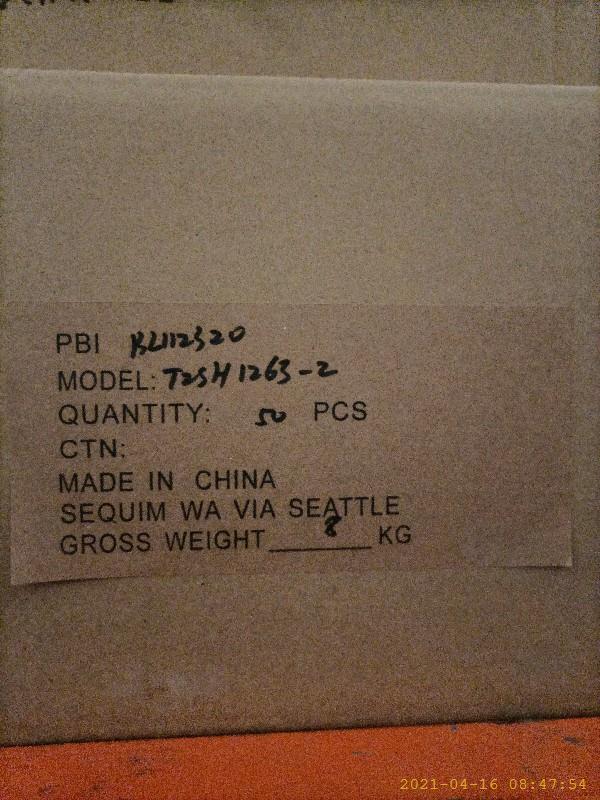 PBI BL112320
MODEL: T2SH1263-2
QUANTITY: 50 PCS
CTN:
MADE IN CHINA
SEQUIM WA VIA SEATTLE
GROSS WEIGHT 8 KG
2021-04-16 08:47:54